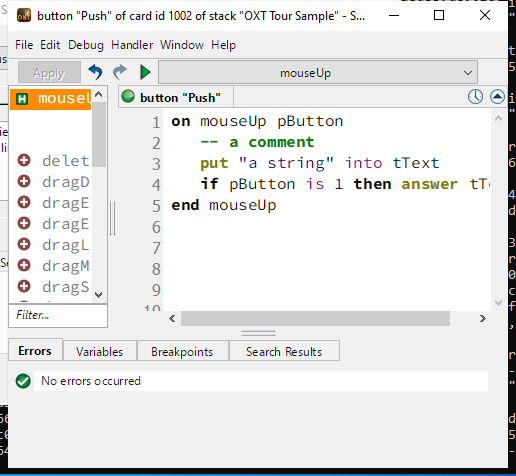 button "Push" of card id 1002 of stack "OXT Tour Sample" - S...
File Edit Debug Handler Window Help
Apply
mouseUp
H mouseU
button "Push"
delet
dragD
dragE
dragE
dragL
dragM
dragS
Filter...
1 on mouseUp pButton
2 -- a comment
3 put "a string" into tText
4 if pButton is 1 then answer tTe
5 end mouseUp
6
7
8
9
10
Errors Variables Breakpoints Search Results
No errors occurred